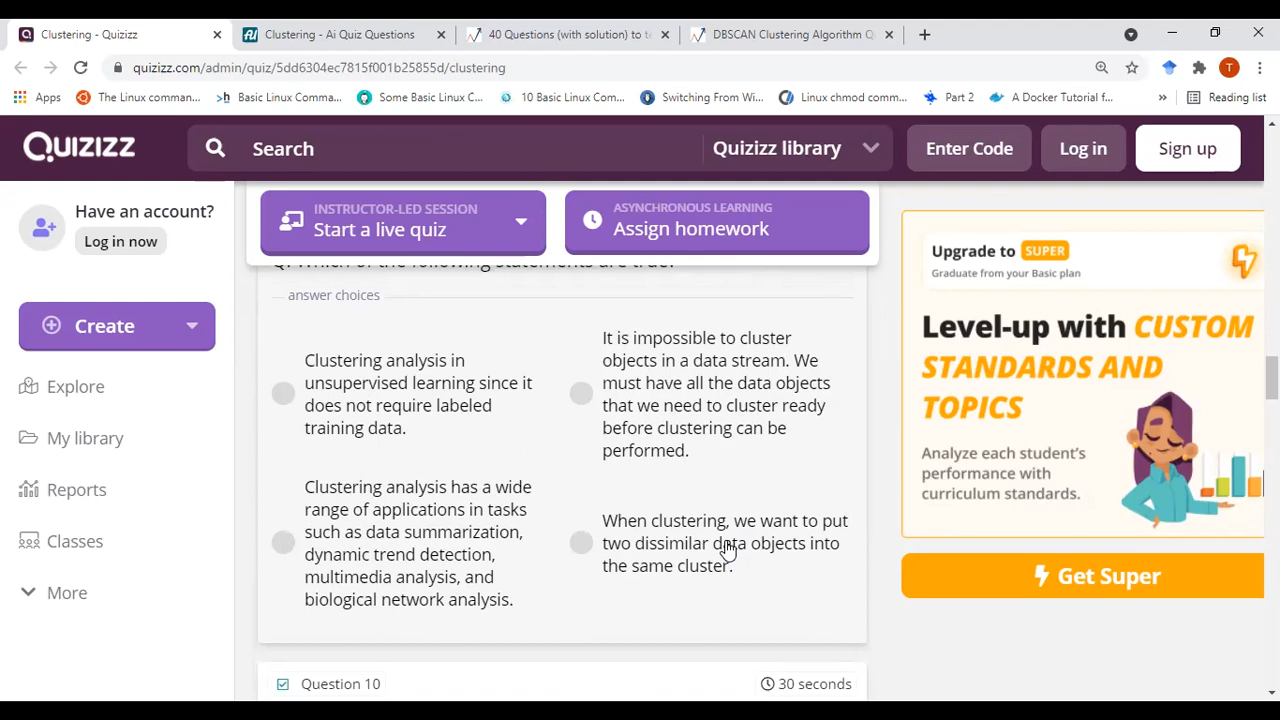 Clustering - Quizizz
Clustering - Ai Quiz Questions
40 Questions (with solution) to te
DBSCAN Clustering Algorithm Q
quizizz.com/admin/quiz/5dd6304ec7815f001b25855d/clustering
T
Apps
The Linux comman...
Basic Linux Comma...
Some Basic Linux C...
10 Basic Linux Com...
Switching From Wi...
Linux chmod comm...
Part 2
A Docker Tutorial f...
»
Reading list
Quizizz
Search
Quizizz library
Enter Code
Log in
Sign up
Have an account?
Log in now
Create
Explore
My library
Reports
Classes
More
INSTRUCTOR-LED SESSION
Start a live quiz
ASYNCHRONOUS LEARNING
Assign homework
Q. Which of the following statements are true?
answer choices
Clustering analysis in
unsupervised learning since it
does not require labeled
training data.
It is impossible to cluster
objects in a data stream. We
must have all the data objects
that we need to cluster ready
before clustering can be
performed.
Clustering analysis has a wide
range of applications in tasks
such as data summarization,
dynamic trend detection,
multimedia analysis, and
biological network analysis.
When clustering, we want to put
two dissimilar data objects into
the same cluster.
Question 10
30 seconds
Upgrade to SUPER
Graduate from your Basic plan
Level-up with CUSTOM
STANDARDS AND
TOPICS
Analyze each student's
performance with
curriculum standards.
Get Super